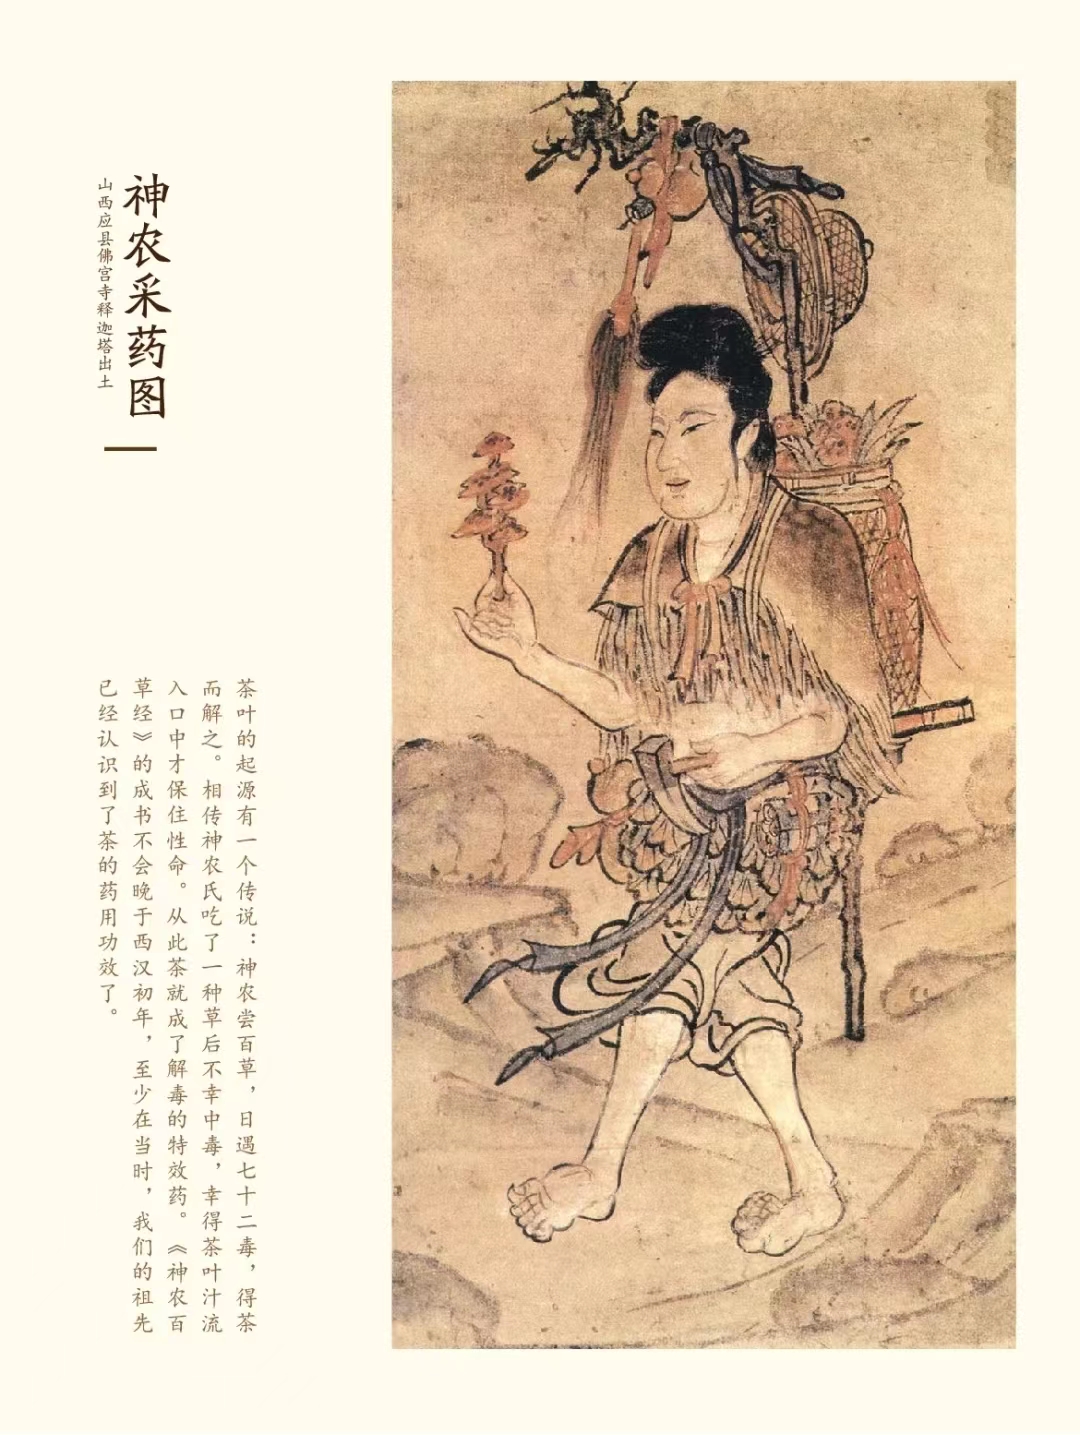 神农采药图
山西应县佛宫寺释迦塔出土
茶叶的起源有一个传说：神农尝百草，日遇七十二毒，得茶
而解之。相传神农氏吃了一种草后不幸中毒，幸得茶叶汁流
入口中才保住性命。从此茶就成了解毒的特效药。《神农百
草经》的成书不会晚于西汉初年，至少在当时，我们的祖先
已经认识到了茶的药用功效了。